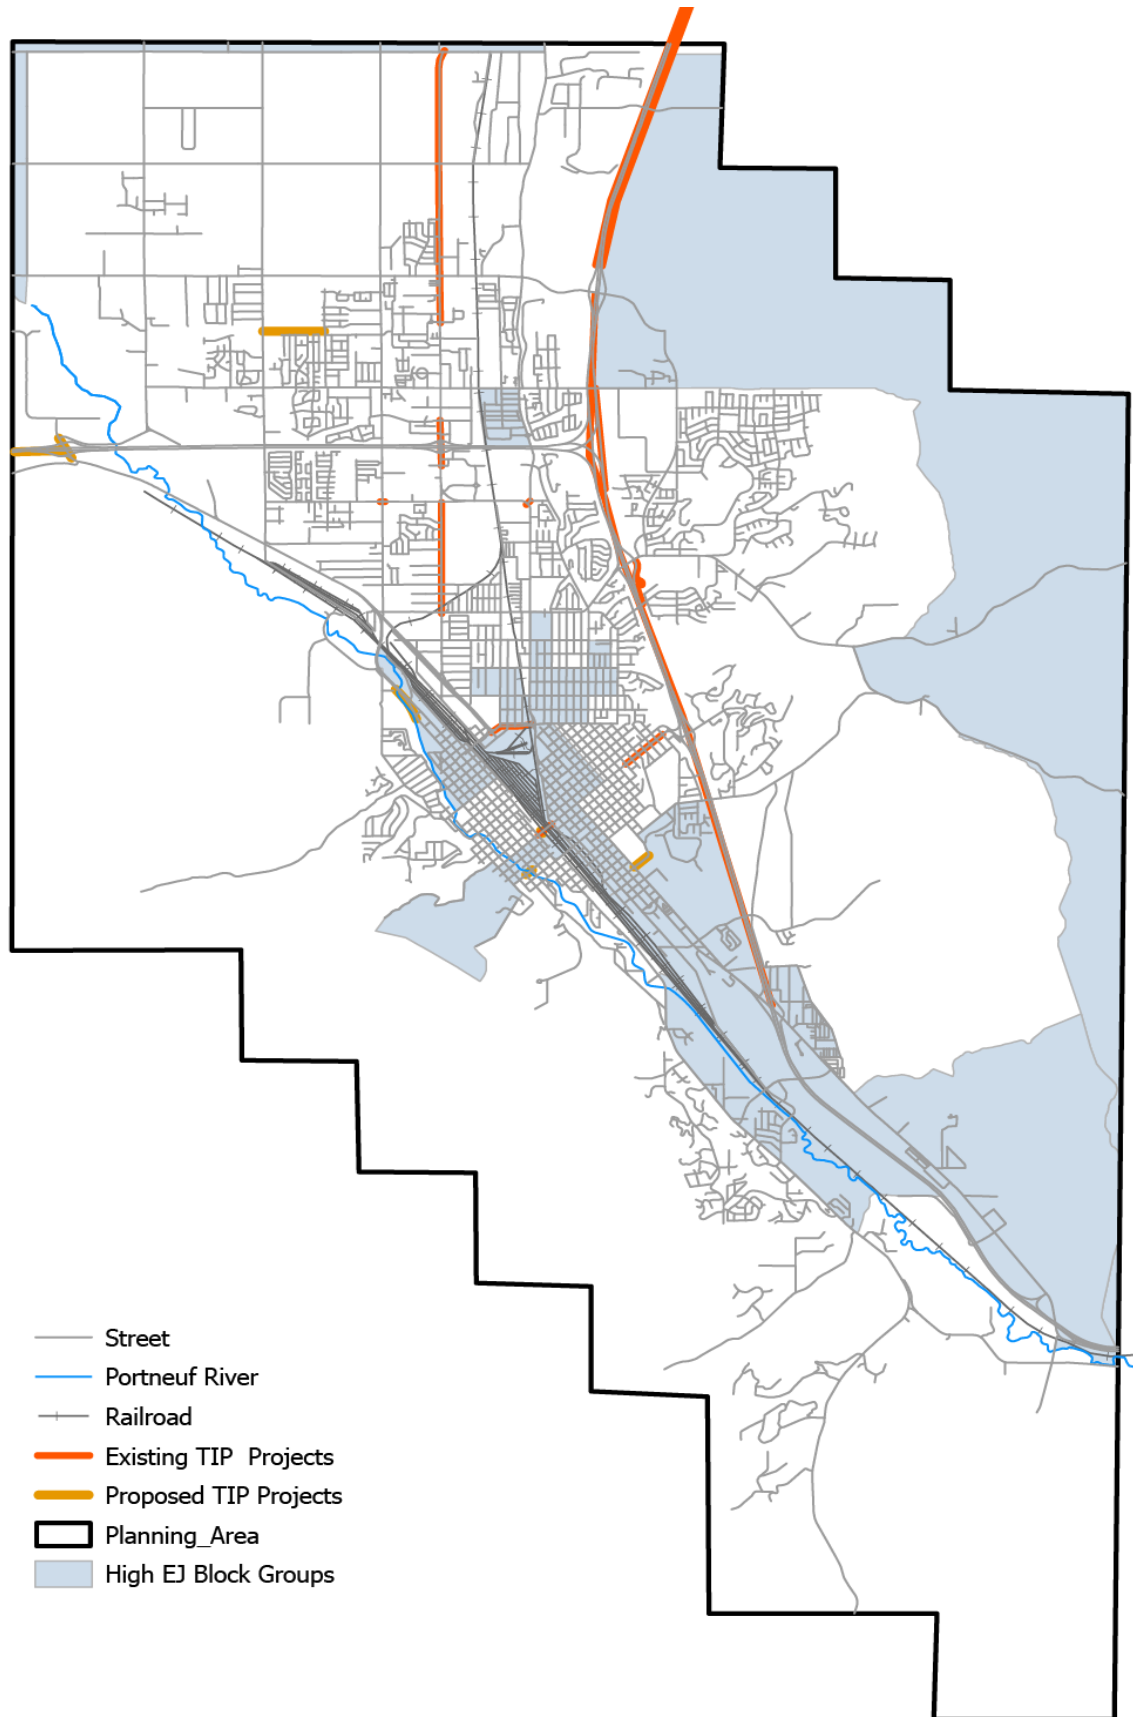 Street
Portneuf River
Railroad
Existing TIP  Projects
Proposed TIP Projects
Planning_Area
High EJ Block Groups